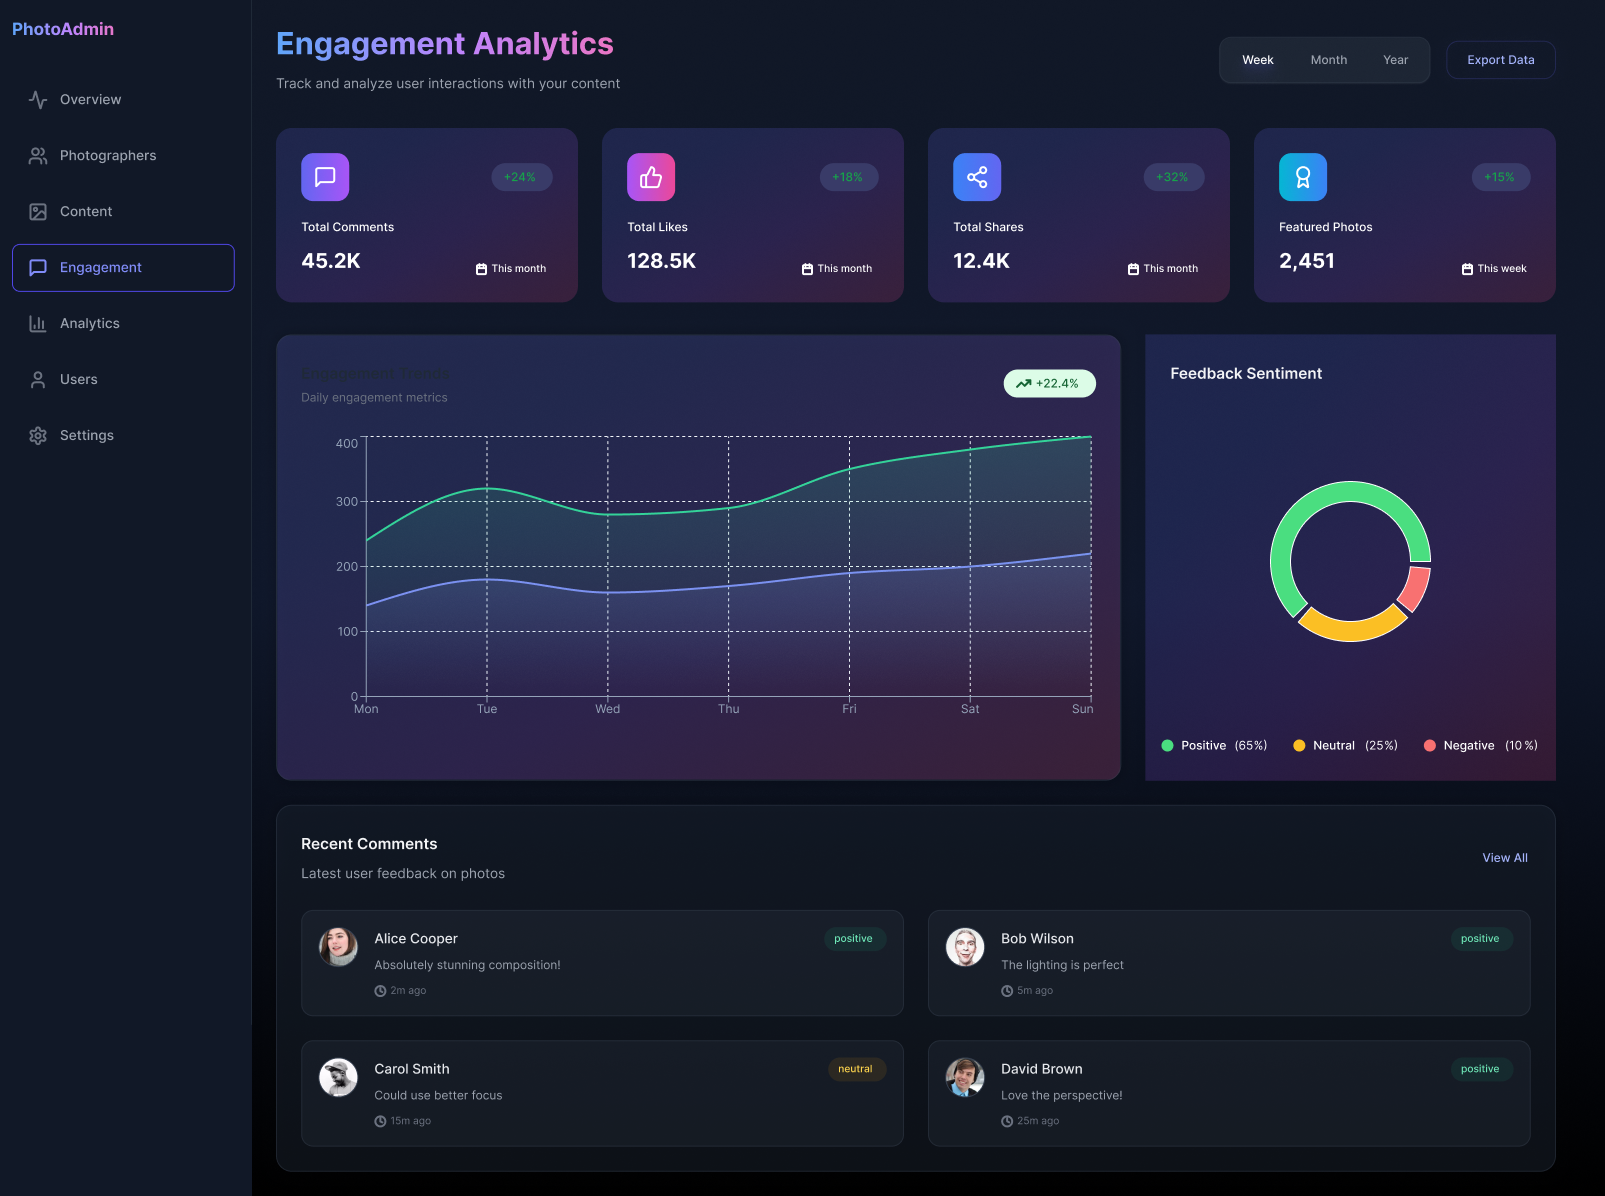 PhotoAdmin
Overview
Photographers
Content
Engagement
Analytics
Users
Settings
Engagement Analytics
Track and analyze user interactions with your content
Week Month Year
Export Data
+24%
Total Comments
45.2K
This month
+18%
Total Likes
128.5K
This month
+32%
Total Shares
12.4K
This month
+15%
Featured Photos
2,451
This week
Engagement Trends
Daily engagement metrics
+22.4%
400
300
200
100
0
Mon Tue Wed Thu Fri Sat Sun
Feedback Sentiment
Positive (65%) Neutral (25%) Negative (10%)
Recent Comments
Latest user feedback on photos
View All
Alice Cooper
positive
Absolutely stunning composition!
2m ago
Bob Wilson
positive
The lighting is perfect
5m ago
Carol Smith
neutral
Could use better focus
15m ago
David Brown
positive
Love the perspective!
25m ago